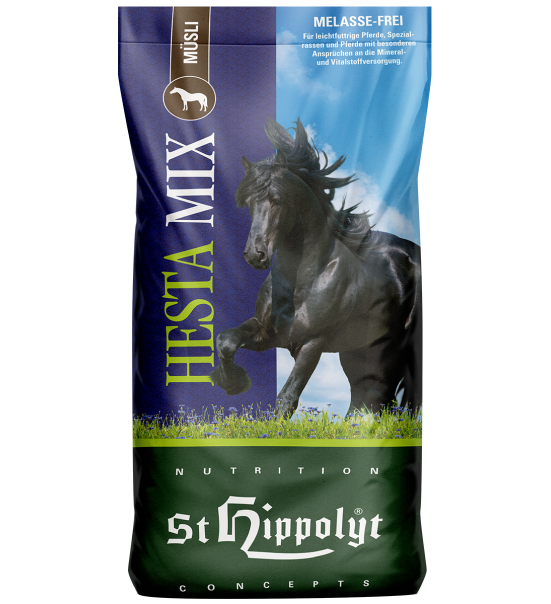 MELASSE-FREI
Für leichtfuttrige Pferde, Spezial-
rassen und Pferde mit besonderen
Ansprüchen an die Mineral-
und Vitalstoffversorgung.
MÜSLI
HESTA MIX
NUTRITION
St Hippolyt®
CONCEPTS